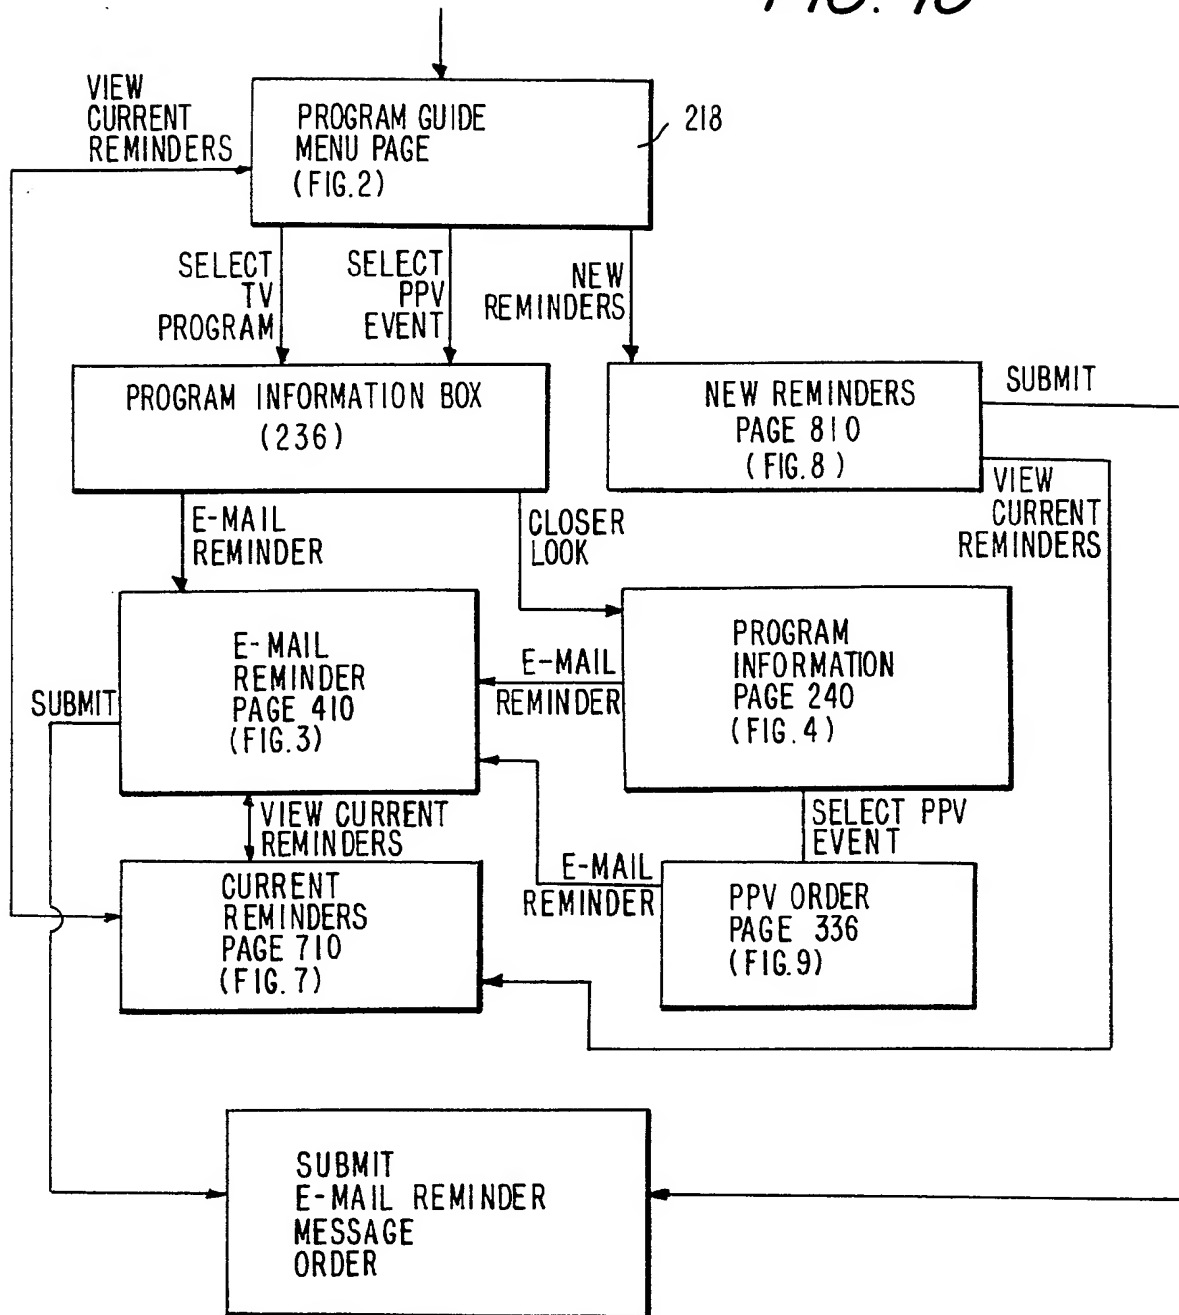 FIG. 10
VIEW
CURRENT
REMINDERS
PROGRAM GUIDE
MENU PAGE
(FIG.2)
218
SELECT
TV
PROGRAM
SELECT
PPV
EVENT
NEW
REMINDERS
PROGRAM INFORMATION BOX
(236)
NEW REMINDERS
PAGE 810
(FIG.8)
SUBMIT
VIEW
CURRENT
REMINDERS
E-MAIL
REMINDER
CLOSER
LOOK
E-MAIL
REMINDER
PAGE 410
(FIG.3)
SUBMIT
E-MAIL
REMINDER
PROGRAM
INFORMATION
PAGE 240
(FIG.4)
VIEW CURRENT
REMINDERS
SELECT PPV
EVENT
CURRENT
REMINDERS
PAGE 710
(FIG.7)
E-MAIL
REMINDER
PPV ORDER
PAGE 336
(FIG.9)
SUBMIT
E-MAIL REMINDER
MESSAGE
ORDER